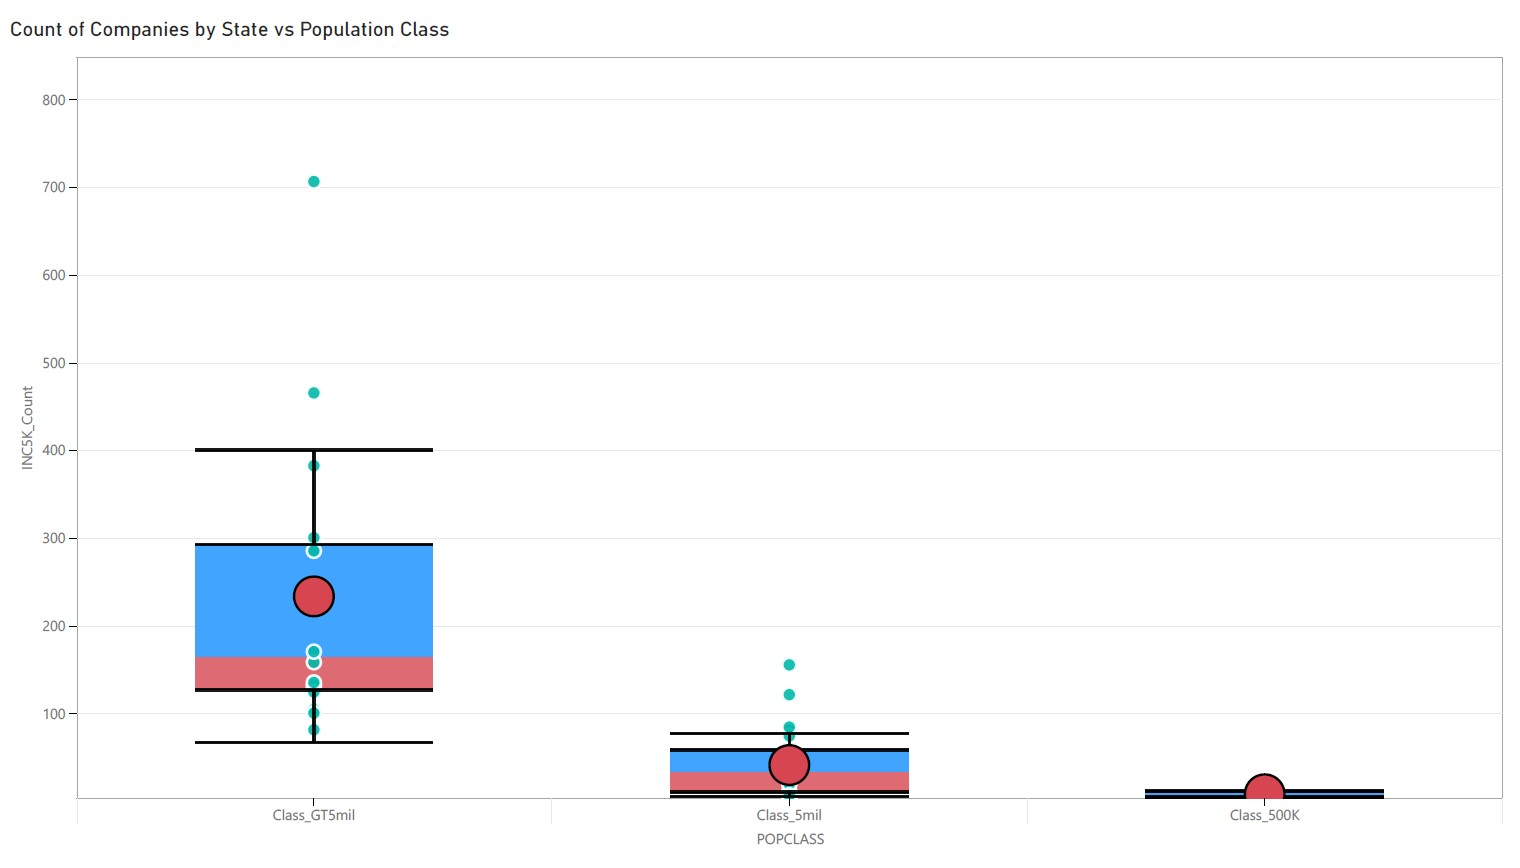 Count of Companies by State vs Population Class
800
700
600
500
400
300
200
100
INC5K_Count
Class_GT5mil
Class_5mil
Class_500K
POPCLASS